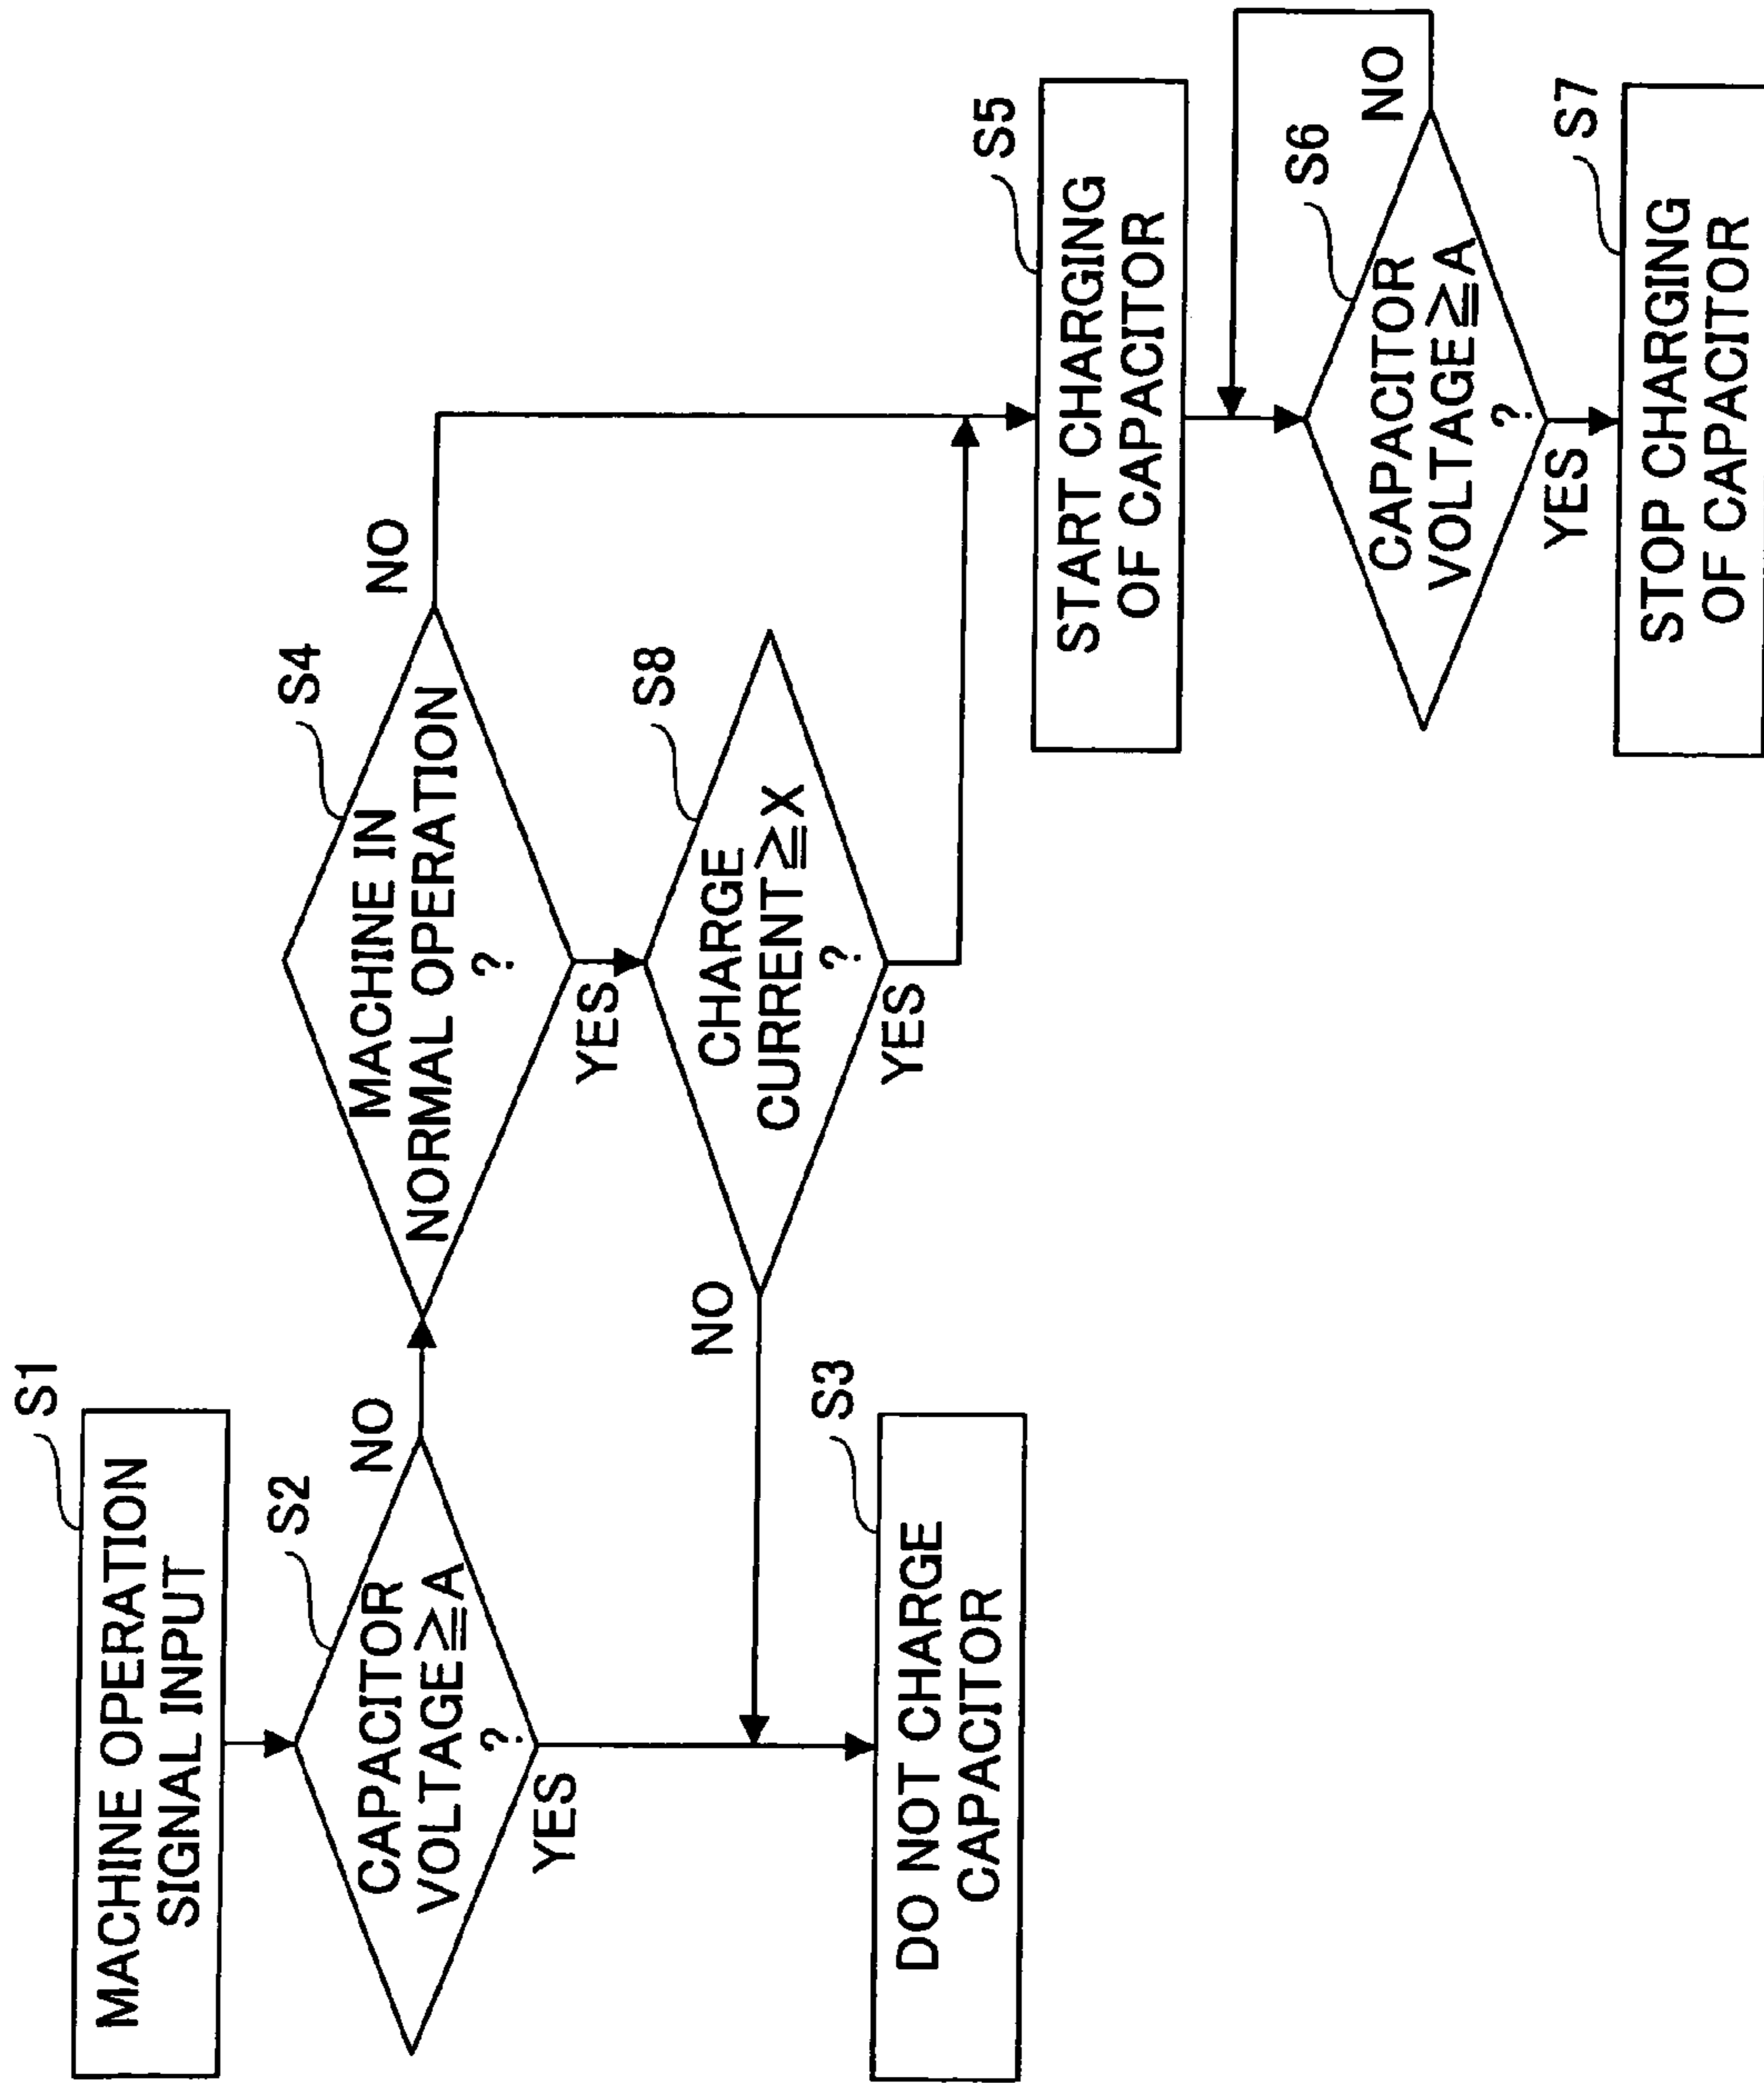 S1
MACHINE OPERATION
SIGNAL INPUT
S2
CAPACITOR
VOLTAGE≧A
?
NO
YES
S3
DO NOT CHARGE
CAPACITOR
S4
MACHINE IN
NORMAL OPERATION
?
NO
YES
S8
CHARGE
CURRENT≧X
?
NO
YES
S5
START CHARGING
OF CAPACITOR
S6
CAPACITOR
VOLTAGE≧A
?
NO
YES
S7
STOP CHARGING
OF CAPACITOR